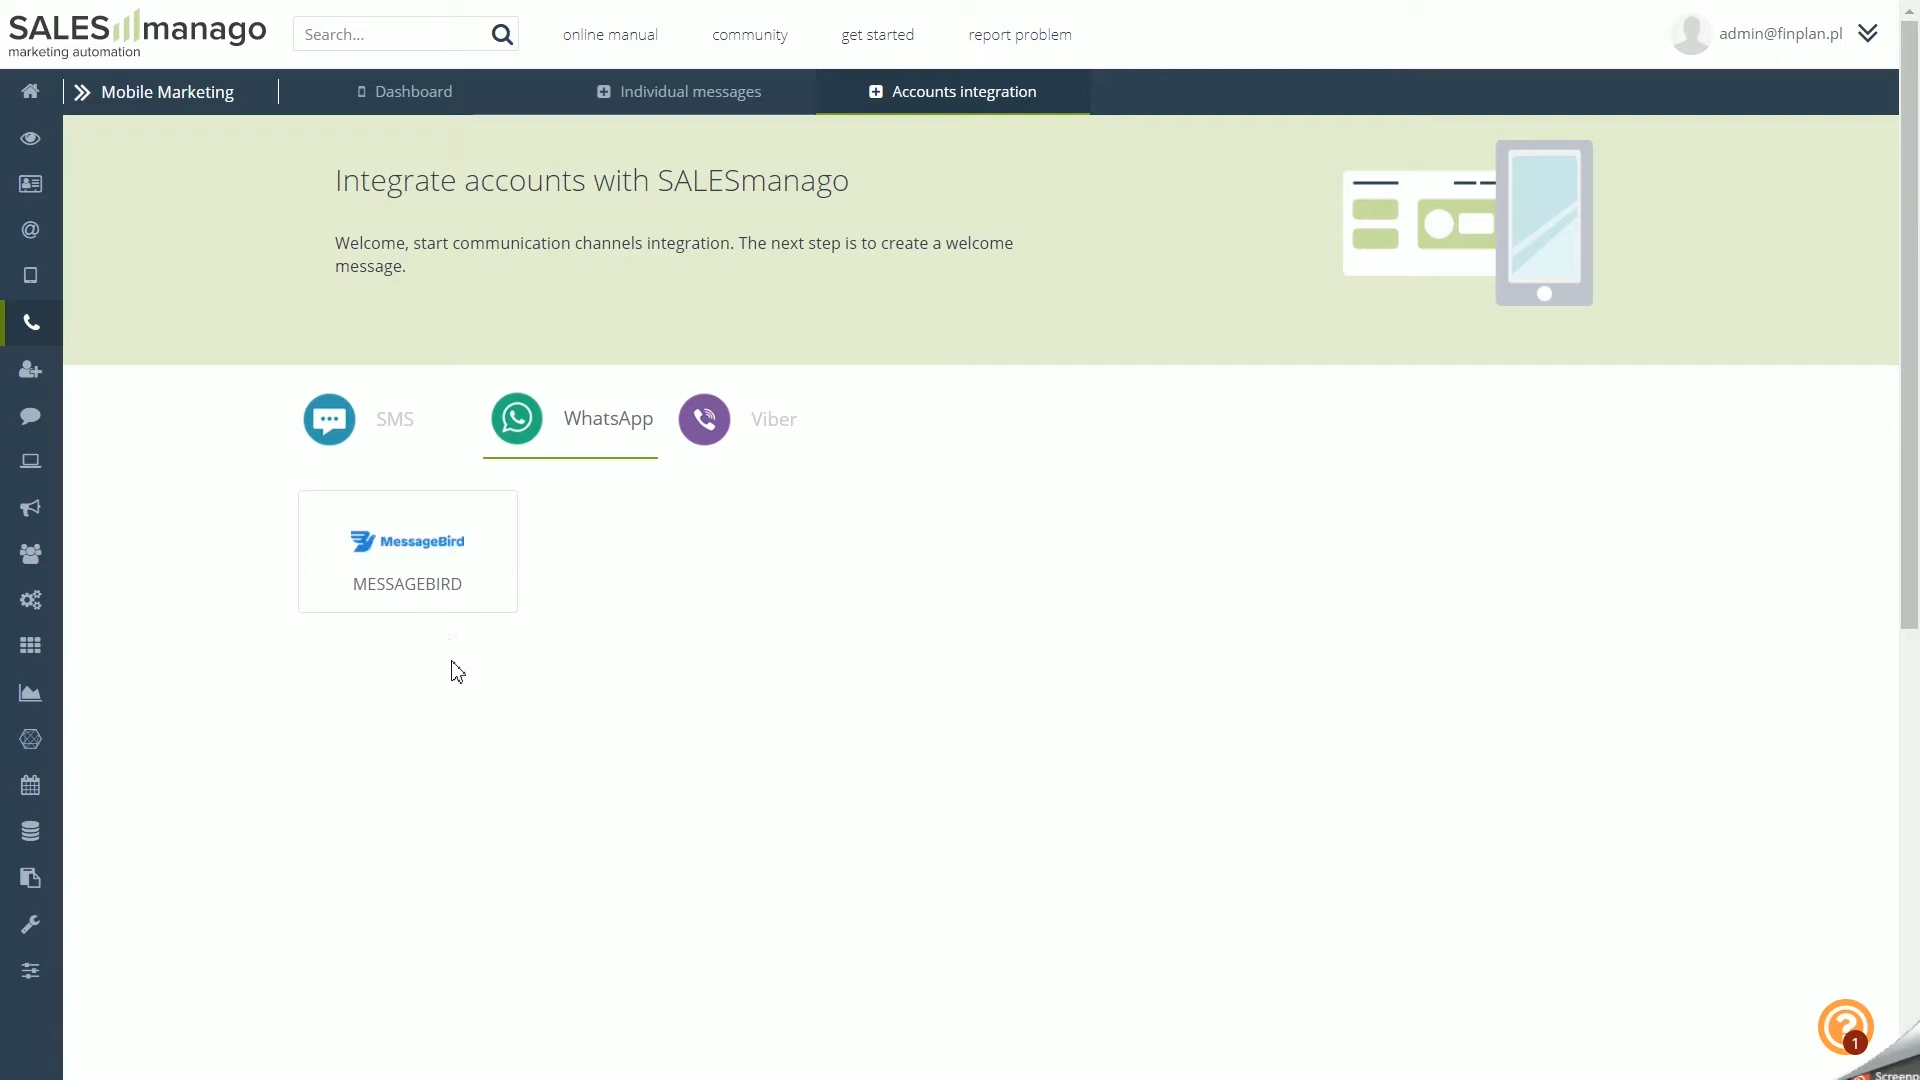 SALESmanago
marketing automation
Search...
online manual
community
get started
report problem
admin@finplan.pl
Mobile Marketing
Dashboard
Individual messages
Accounts integration
Integrate accounts with SALESmanago
Welcome, start communication channels integration. The next step is to create a welcome
message.
SMS
WhatsApp
Viber
MessageBird
MESSAGEBIRD
?
1